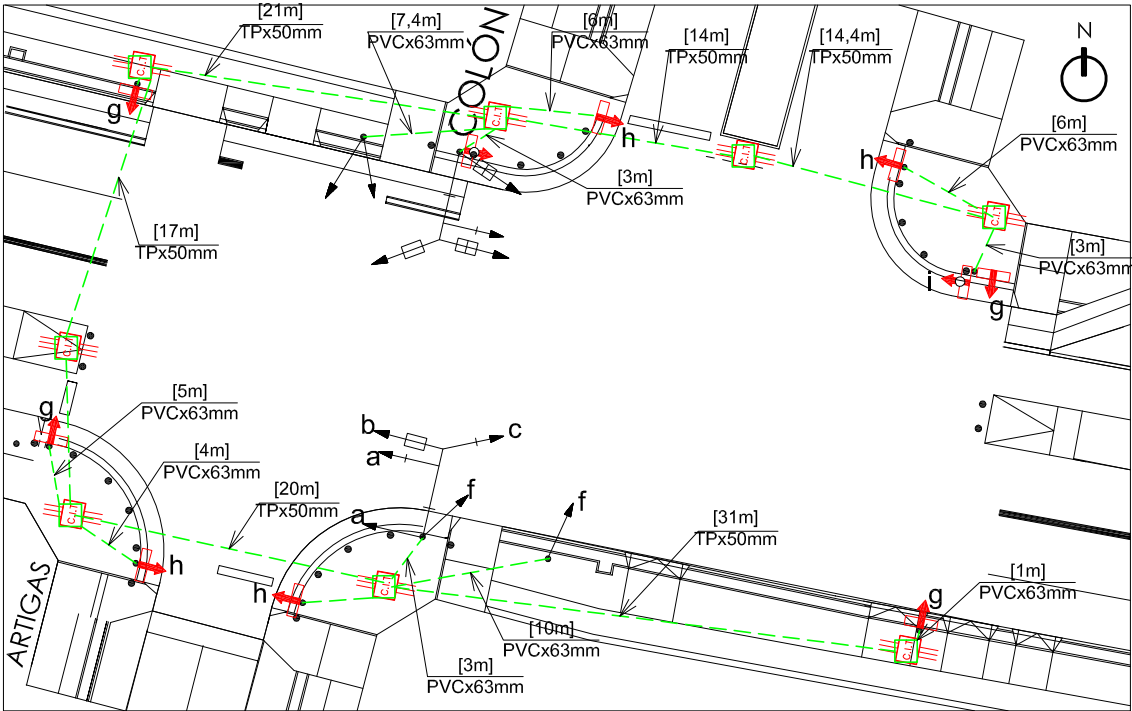 [21m]
TPx50mm
[7,4m]
PVCx63mm
COLÓN
[6m]
PVCx63mm
[14m]
TPx50mm
[14,4m]
TPx50mm
N
C.I.T
g
C.I.T
h
[3m]
PVCx63mm
C.I.T
h
[6m]
PVCx63mm
C.I.T
[3m]
PVCx63mm
i
g
[17m]
TPx50mm
C.I.T
g
[5m]
PVCx63mm
[4m]
PVCx63mm
C.I.T
h
ARTIGAS
[20m]
TPx50mm
b
c
a
a
f
f
h
C.I.T
[3m]
PVCx63mm
[10m]
PVCx63mm
[31m]
TPx50mm
g
C.I.T
[1m]
PVCx63mm